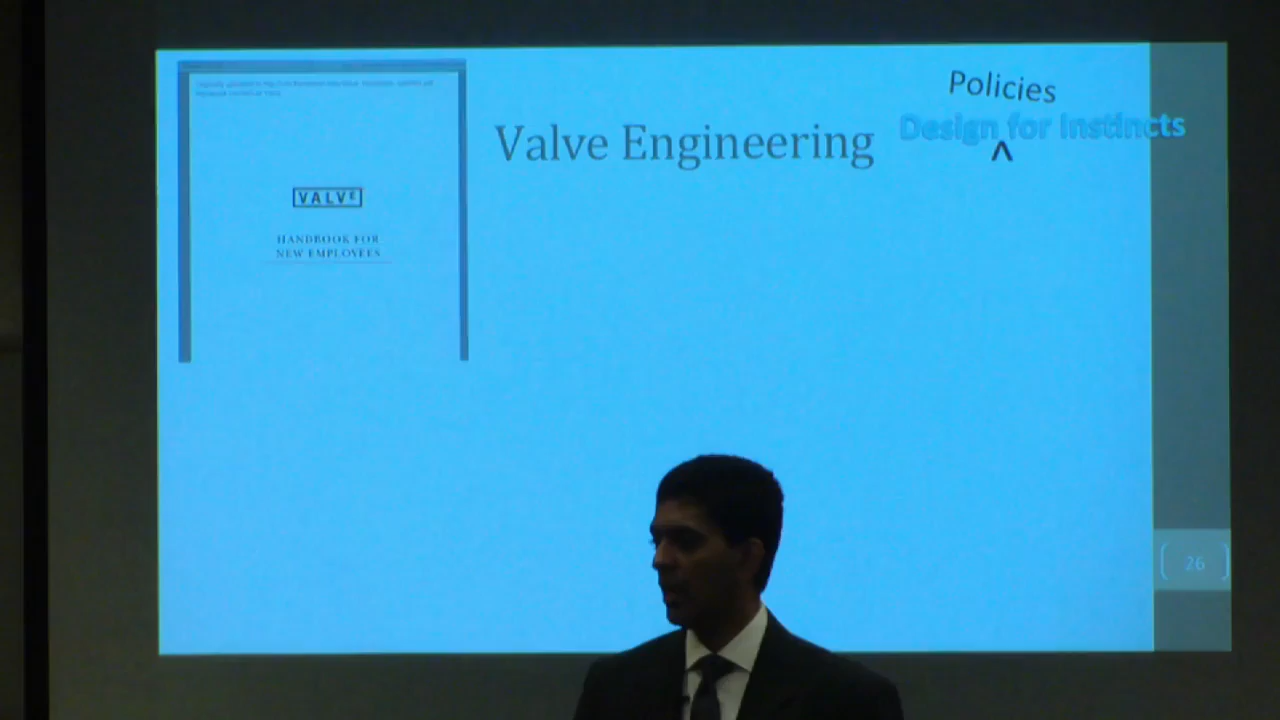 VALVE
HANDBOOK FOR
NEW EMPLOYEES
Valve Engineering
Policies
Design for Instincts
^
26